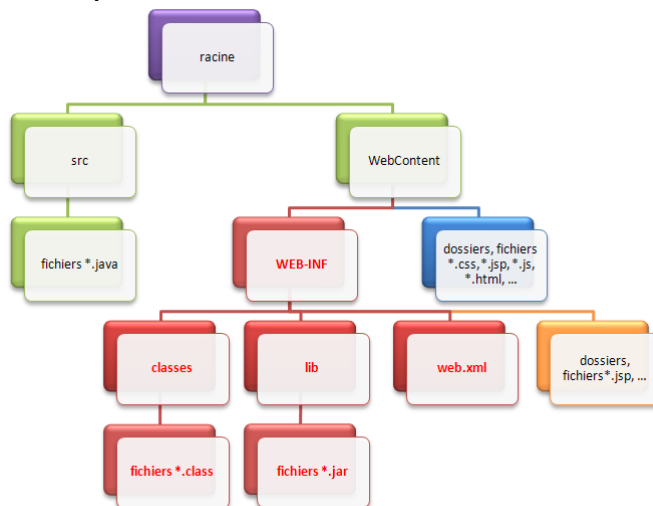 racine
src
WebContent
fichiers *.java
WEB-INF
dossiers, fichiers
*.css,*.jsp,*.js,
*.html, ...
classes
lib
web.xml
dossiers,
fichiers*.jsp, ...
fichiers *.class
fichiers *.jar